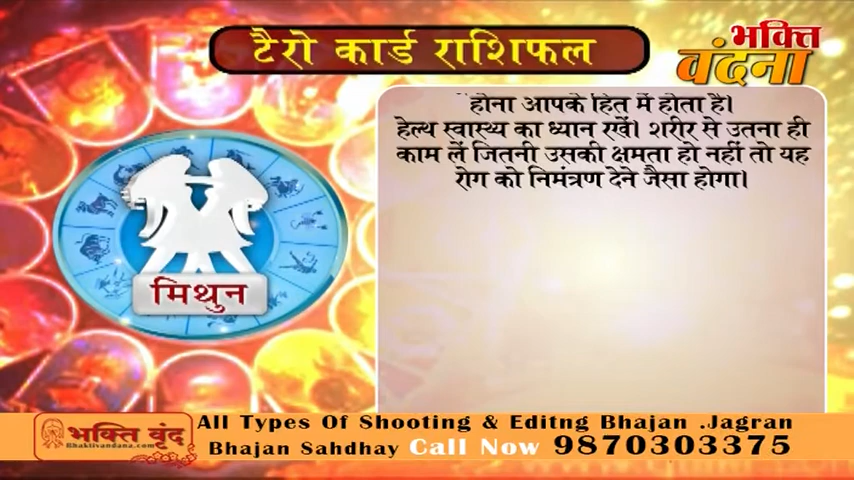 टैरो कार्ड राशिफल
भक्ति
वंदना
होना आपके हित में होता है।
हेल्थ स्वास्थ्य का ध्यान रखें। शरीर से उतना ही
काम लें जितनी उसकी क्षमता हो नहीं तो यह
रोग को निमंत्रण देने जैसा होगा।
मिथुन
भक्ति वृंद
Bhaktivandana.com
All Types Of Shooting & Editng Bhajan .Jagran
Bhajan Sahdhay Call Now 9870303375